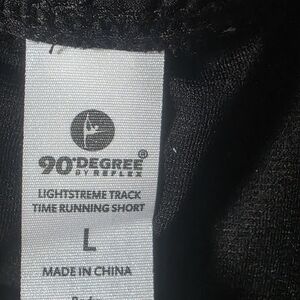 90°DEGREE®
BY REFLEX
LIGHTSTREME TRACK
TIME RUNNING SHORT
L
MADE IN CHINA